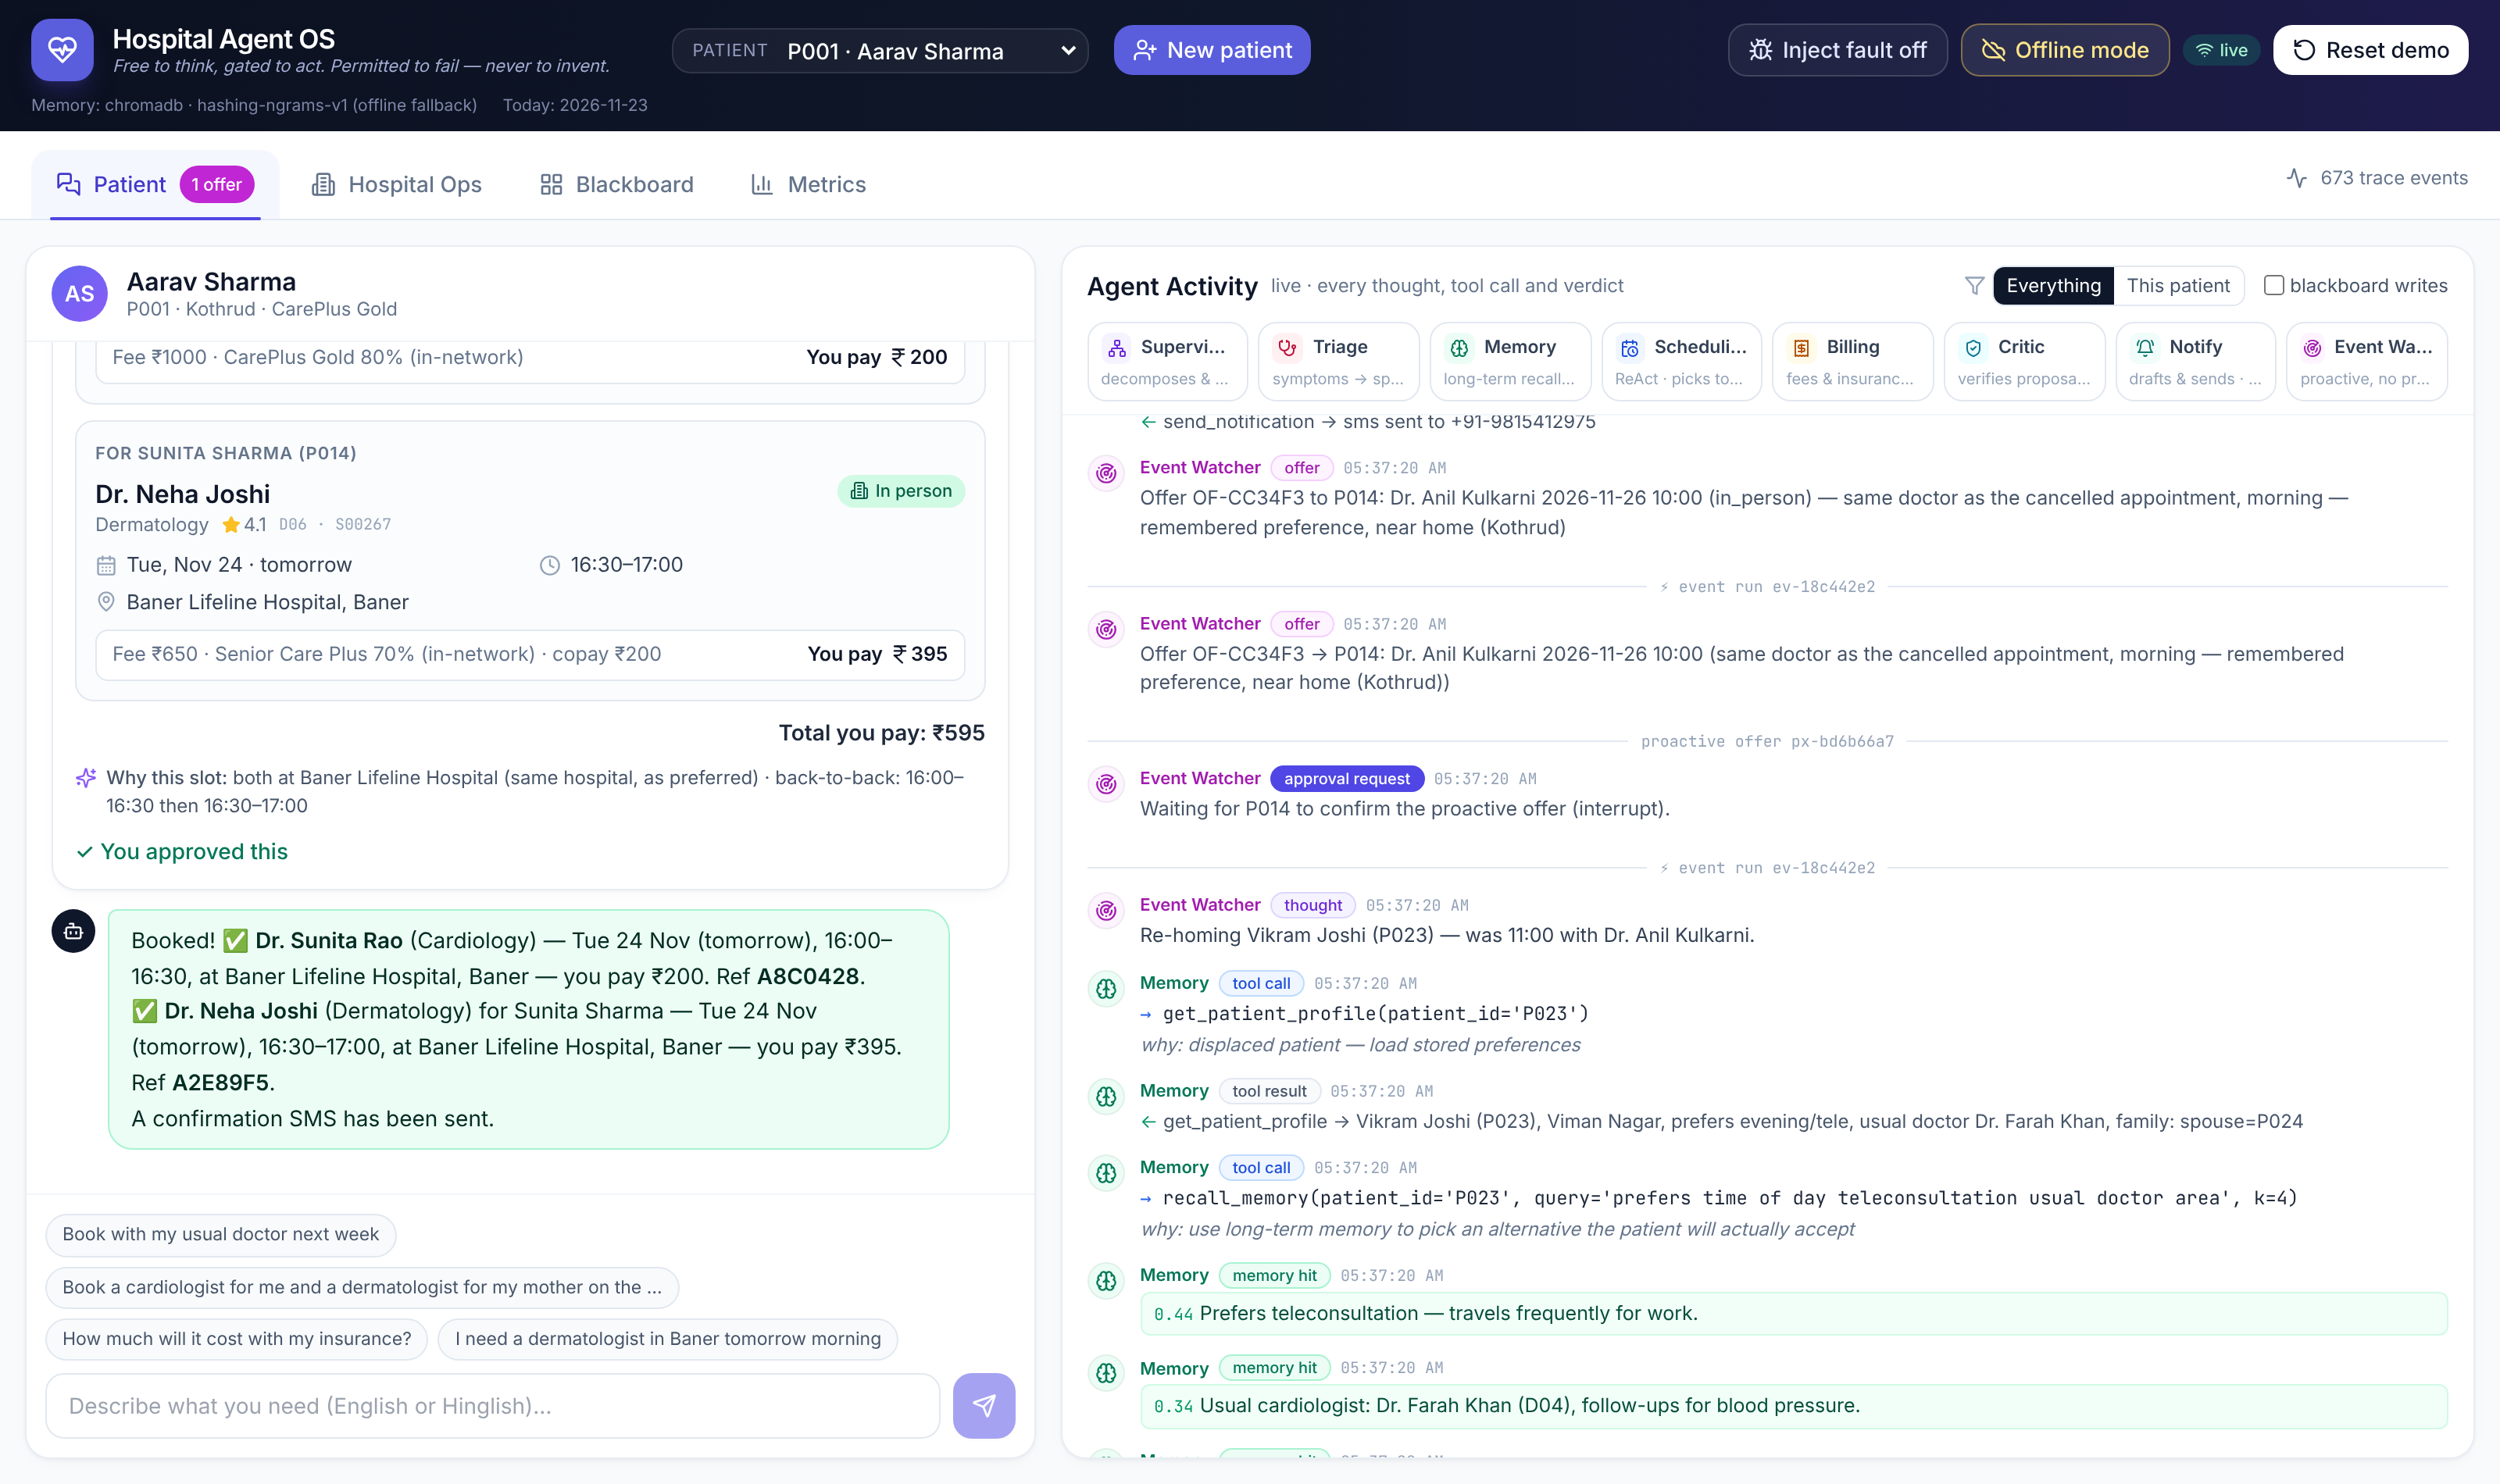 Hospital Agent OS
Free to think, gated to act. Permitted to fail — never to invent.
PATIENT P001 · Aarav Sharma
New patient
Inject fault off
Offline mode
live
Reset demo
Memory: chromadb · hashing-ngrams-v1 (offline fallback) Today: 2026-11-23
Patient 1 offer
Hospital Ops
Blackboard
Metrics
673 trace events
AS
Aarav Sharma
P001 · Kothrud · CarePlus Gold
Fee ₹1000 · CarePlus Gold 80% (in-network) You pay ₹ 200
FOR SUNITA SHARMA (P014)
Dr. Neha Joshi
In person
Dermatology 4.1 D06 · S00267
Tue, Nov 24 · tomorrow 16:30–17:00
Baner Lifeline Hospital, Baner
Fee ₹650 · Senior Care Plus 70% (in-network) · copay ₹200 You pay ₹ 395
Total you pay: ₹595
Why this slot: both at Baner Lifeline Hospital (same hospital, as preferred) · back-to-back: 16:00–
16:30 then 16:30–17:00
✓ You approved this
Booked! ✅ Dr. Sunita Rao (Cardiology) — Tue 24 Nov (tomorrow), 16:00–
16:30, at Baner Lifeline Hospital, Baner — you pay ₹200. Ref A8C0428.
✅ Dr. Neha Joshi (Dermatology) for Sunita Sharma — Tue 24 Nov
(tomorrow), 16:30–17:00, at Baner Lifeline Hospital, Baner — you pay ₹395.
Ref A2E89F5.
A confirmation SMS has been sent.
Book with my usual doctor next week
Book a cardiologist for me and a dermatologist for my mother on the ...
How much will it cost with my insurance?
I need a dermatologist in Baner tomorrow morning
Describe what you need (English or Hinglish)...
Agent Activity live · every thought, tool call and verdict
Everything This patient blackboard writes
Supervi...
decomposes & ...
Triage
symptoms → sp...
Memory
long-term recall...
Scheduli...
ReAct · picks to...
Billing
fees & insuranc...
Critic
verifies proposa...
Notify
drafts & sends · ...
Event Wa...
proactive, no pr...
← send_notification → sms sent to +91-9815412975
Event Watcher offer 05:37:20 AM
Offer OF-CC34F3 to P014: Dr. Anil Kulkarni 2026-11-26 10:00 (in_person) — same doctor as the cancelled appointment, morning —
remembered preference, near home (Kothrud)
⚡ event run ev-18c442e2
Event Watcher offer 05:37:20 AM
Offer OF-CC34F3 → P014: Dr. Anil Kulkarni 2026-11-26 10:00 (same doctor as the cancelled appointment, morning — remembered
preference, near home (Kothrud))
proactive offer px-bd6b66a7
Event Watcher approval request 05:37:20 AM
Waiting for P014 to confirm the proactive offer (interrupt).
⚡ event run ev-18c442e2
Event Watcher thought 05:37:20 AM
Re-homing Vikram Joshi (P023) — was 11:00 with Dr. Anil Kulkarni.
Memory tool call 05:37:20 AM
→ get_patient_profile(patient_id='P023')
why: displaced patient — load stored preferences
Memory tool result 05:37:20 AM
← get_patient_profile → Vikram Joshi (P023), Viman Nagar, prefers evening/tele, usual doctor Dr. Farah Khan, family: spouse=P024
Memory tool call 05:37:20 AM
→ recall_memory(patient_id='P023', query='prefers time of day teleconsultation usual doctor area', k=4)
why: use long-term memory to pick an alternative the patient will actually accept
Memory memory hit 05:37:20 AM
0.44 Prefers teleconsultation — travels frequently for work.
Memory memory hit 05:37:20 AM
0.34 Usual cardiologist: Dr. Farah Khan (D04), follow-ups for blood pressure.